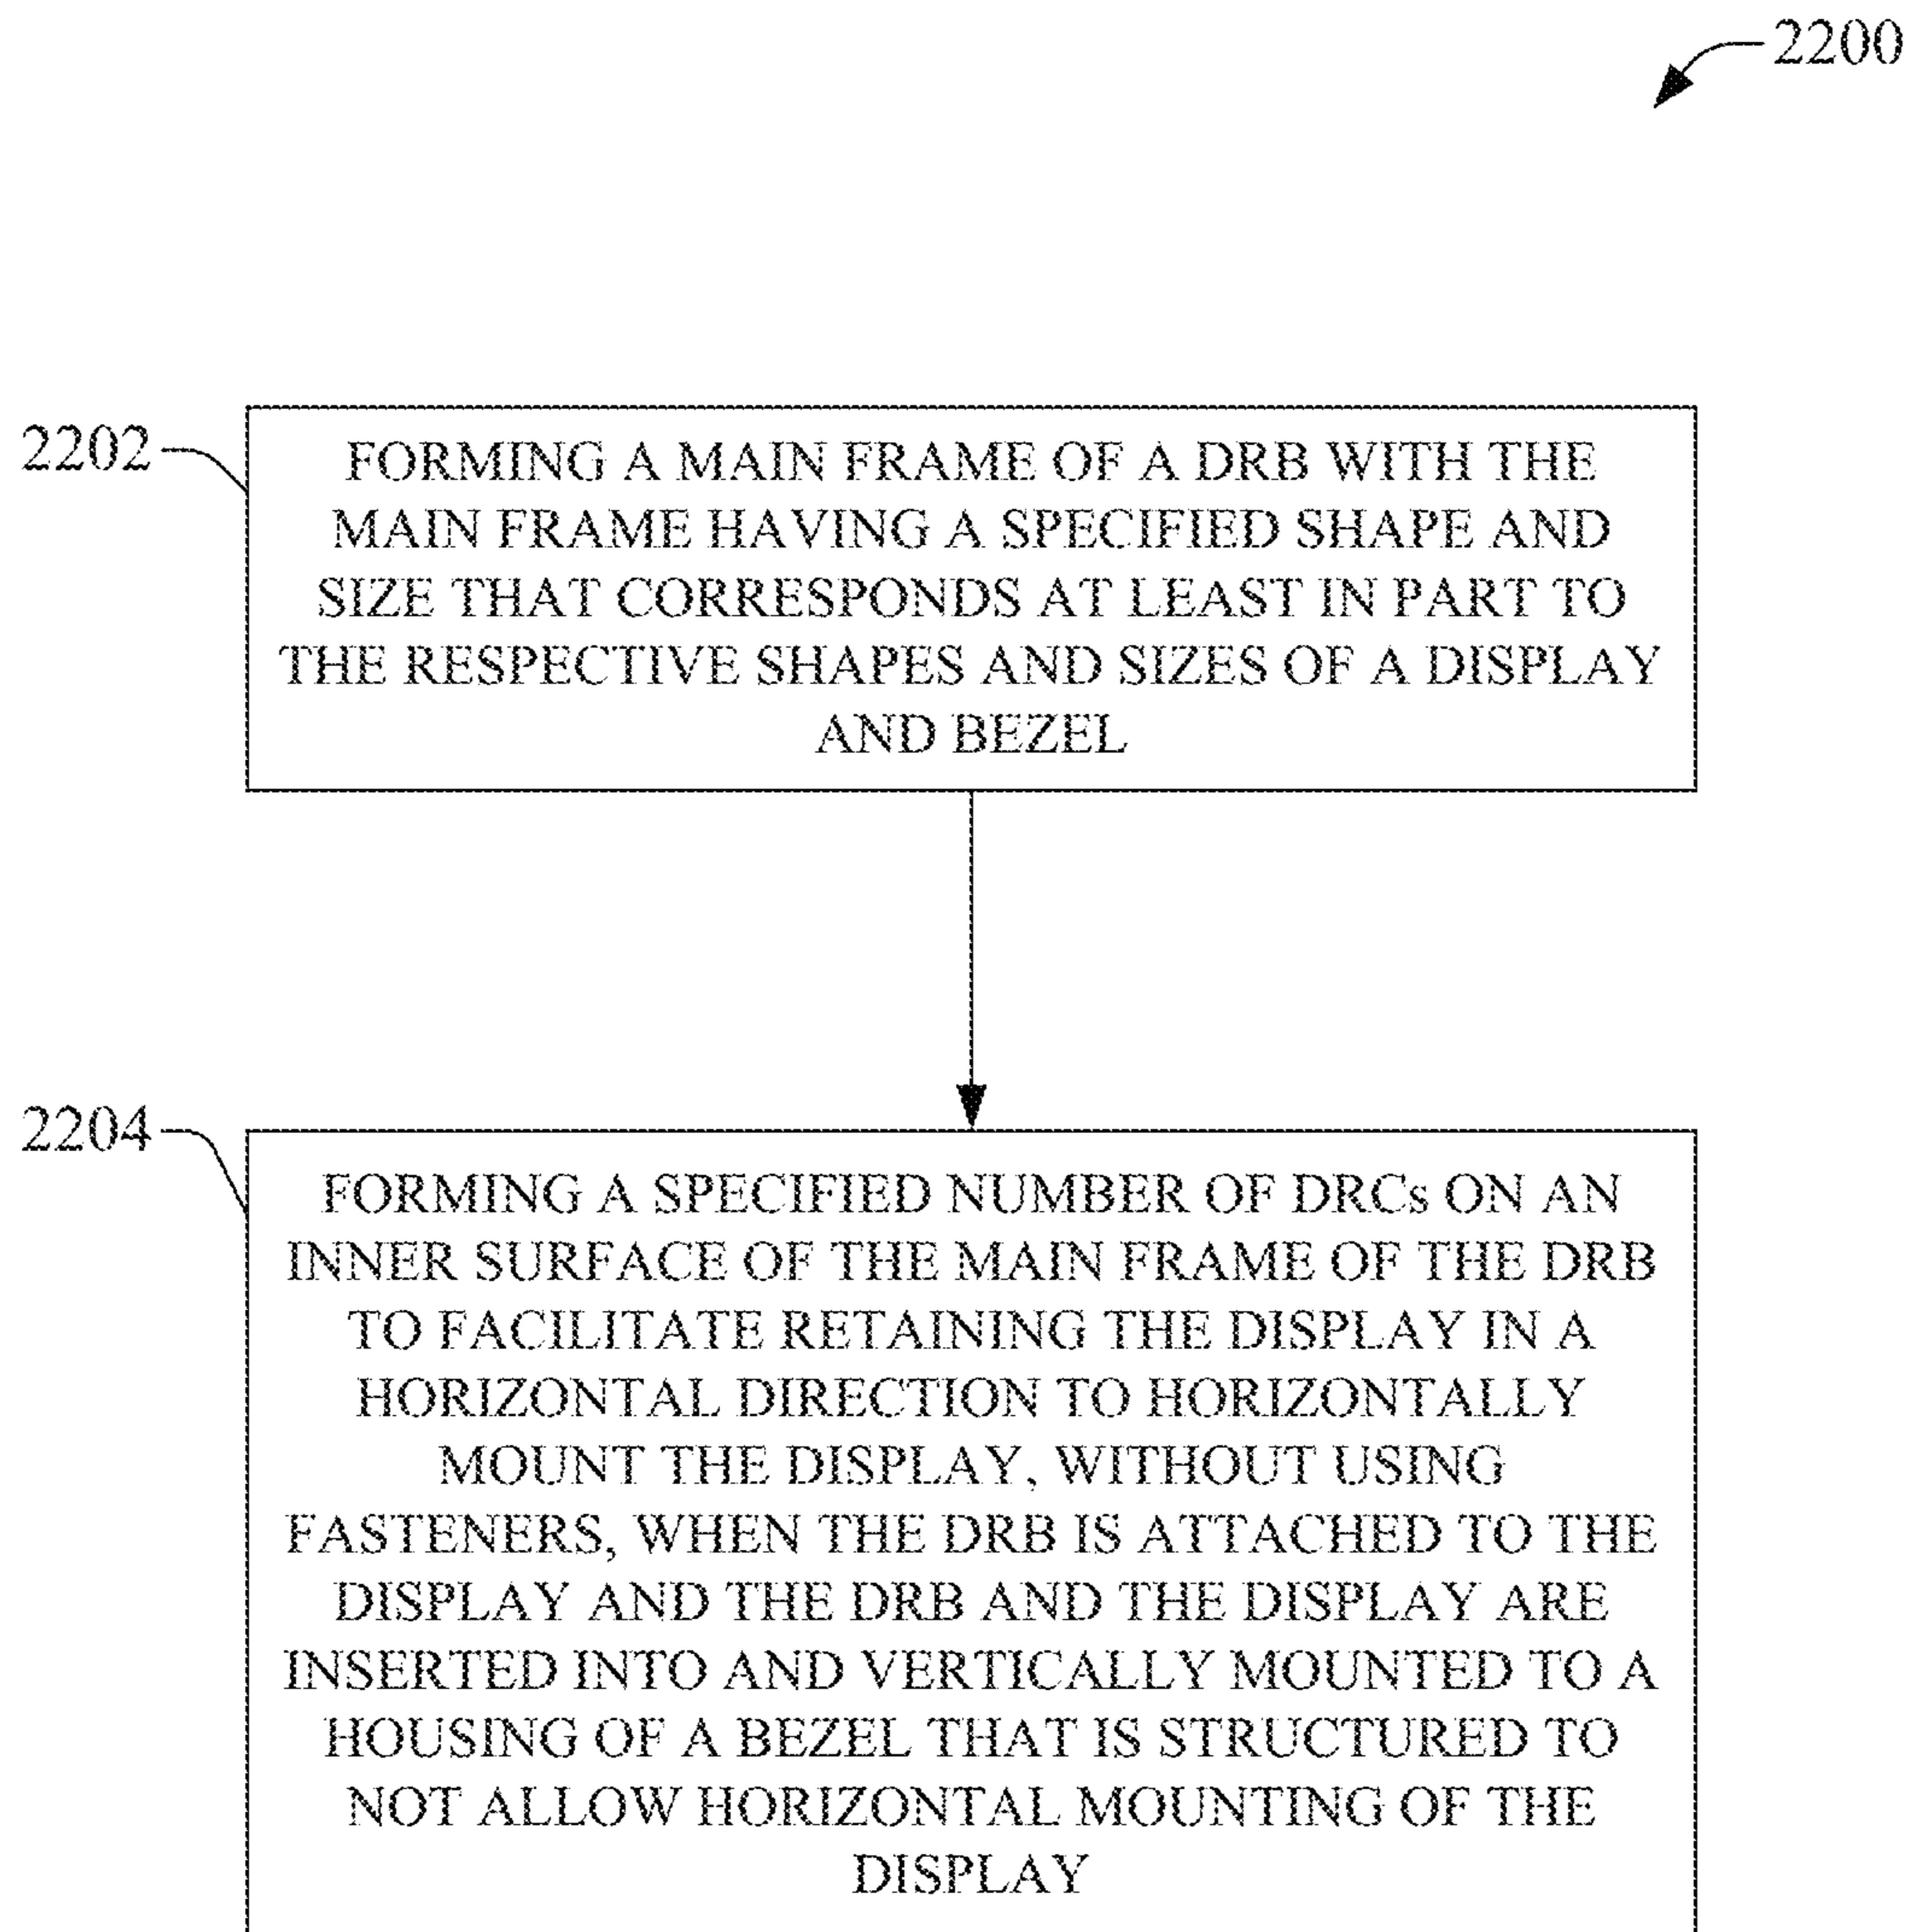 2200
2202
FORMING A MAIN FRAME OF A DRB WITH THE
MAIN FRAME HAVING A SPECIFIED SHAPE AND
SIZE THAT CORRESPONDS AT LEAST IN PART TO
THE RESPECTIVE SHAPES AND SIZES OF A DISPLAY
AND BEZEL
2204
FORMING A SPECIFIED NUMBER OF DRCs ON AN
INNER SURFACE OF THE MAIN FRAME OF THE DRB
TO FACILITATE RETAINING THE DISPLAY IN A
HORIZONTAL DIRECTION TO HORIZONTALLY
MOUNT THE DISPLAY, WITHOUT USING
FASTENERS, WHEN THE DRB IS ATTACHED TO THE
DISPLAY AND THE DRB AND THE DISPLAY ARE
INSERTED INTO AND VERTICALLY MOUNTED TO A
HOUSING OF A BEZEL THAT IS STRUCTURED TO
NOT ALLOW HORIZONTAL MOUNTING OF THE
DISPLAY